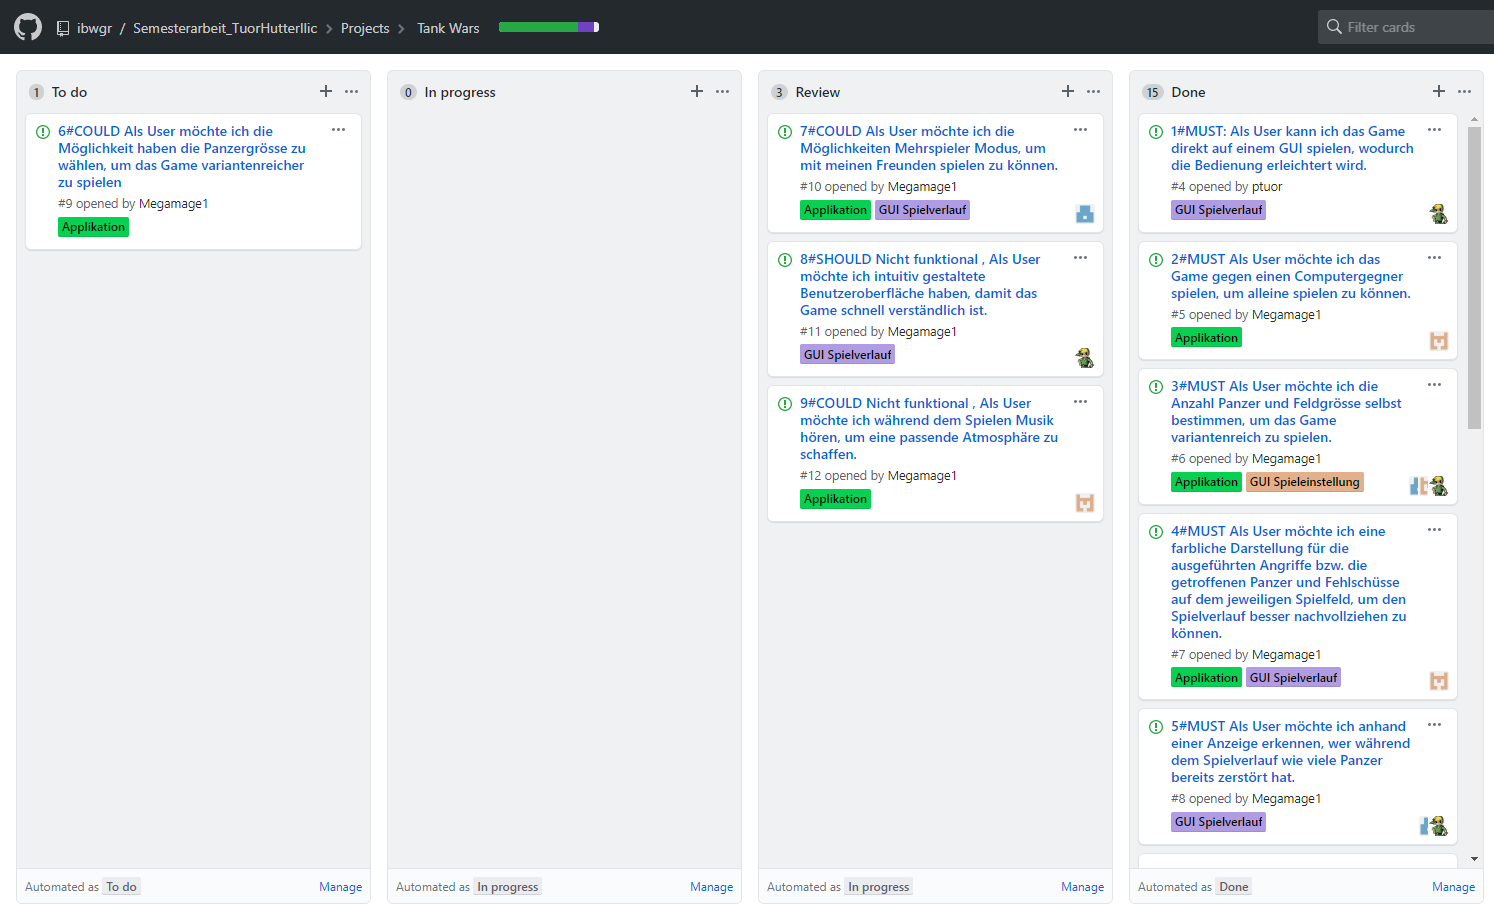 ibwgr / Semesterarbeit_TuorHutterIlic > Projects > Tank Wars
Filter cards
1 To do
6#COULD Als User möchte ich die
Möglichkeit haben die Panzergrösse zu
wählen, um das Game variantenreicher
zu spielen
#9 opened by Megamage1
Applikation
Automated as To do
Manage
0 In progress
Automated as In progress
Manage
3 Review
7#COULD Als User möchte ich die
Möglichkeiten Mehrspieler Modus, um
mit meinen Freunden spielen zu können.
#10 opened by Megamage1
Applikation GUI Spielverlauf
8#SHOULD Nicht funktional , Als User
möchte ich intuitiv gestaltete
Benutzeroberfläche haben, damit das
Game schnell verständlich ist.
#11 opened by Megamage1
GUI Spielverlauf
9#COULD Nicht funktional , Als User
möchte ich während dem Spielen Musik
hören, um eine passende Atmosphäre zu
schaffen.
#12 opened by Megamage1
Applikation
Automated as In progress
Manage
15 Done
1#MUST: Als User kann ich das Game
direkt auf einem GUI spielen, wodurch
die Bedienung erleichtert wird.
#4 opened by ptuor
GUI Spielverlauf
2#MUST Als User möchte ich das
Game gegen einen Computergegner
spielen, um alleine spielen zu können.
#5 opened by Megamage1
Applikation
3#MUST Als User möchte ich die
Anzahl Panzer und Feldgrösse selbst
bestimmen, um das Game
variantenreich zu spielen.
#6 opened by Megamage1
Applikation GUI Spieleinstellung
4#MUST Als User möchte ich eine
farbliche Darstellung für die
ausgeführten Angriffe bzw. die
getroffenen Panzer und Fehlschüsse
auf dem jeweiligen Spielfeld, um den
Spielverlauf besser nachvollziehen zu
können.
#7 opened by Megamage1
Applikation GUI Spielverlauf
5#MUST Als User möchte ich anhand
einer Anzeige erkennen, wer während
dem Spielverlauf wie viele Panzer
bereits zerstört hat.
#8 opened by Megamage1
GUI Spielverlauf
Automated as Done
Manage